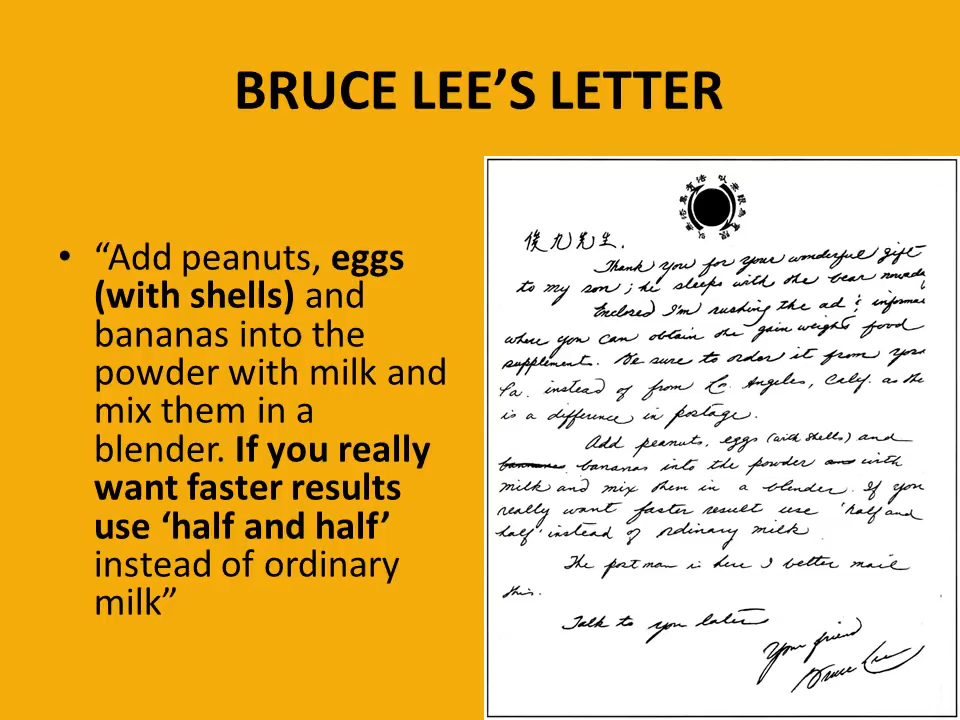 BRUCE LEE’S LETTER
• “Add peanuts, eggs
(with shells) and
bananas into the
powder with milk and
mix them in a
blender. If you really
want faster results
use ‘half and half’
instead of ordinary
milk”
俊九先生.
Thank you for your wonderful gift
to my son; he sleeps with the bear nowada
Enclosed I'm rushing the ad & informat
where you can obtain the gain weight food
supplement. Be sure to order it from
Pa. instead of from Los Angeles, Calif. as the
is a difference in postage.
Add peanuts, eggs (with shells) and
bananas into the powder with
milk and mix them in a blender. If you
really want faster result use 'half and
half' instead of ordinary milk
The postman is here I better mail
this.
Talk to you later
Your friend
Bruce Lee